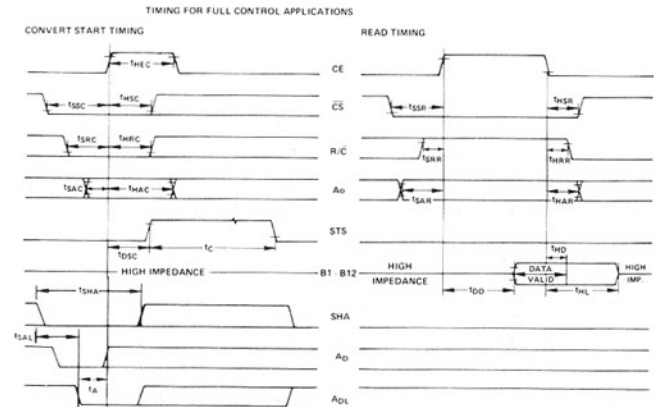 TIMING FOR FULL CONTROL APPLICATIONS
CONVERT START TIMING
READ TIMING
tHEC
CE
tSSC
tHSC
CS
tSSR
tHSR
tSRC
tHRC
R/C
tSRR
tHRR
tSAC
tHAC
Ao
tSAR
tHAR
STS
tDSC
tC
tHD
HIGH IMPEDANCE
B1 - B12
HIGH
IMPEDANCE
DATA
VALID
HIGH
IMP.
tDD
tHL
tSHA
SHA
tSAL
AD
tA
ADL